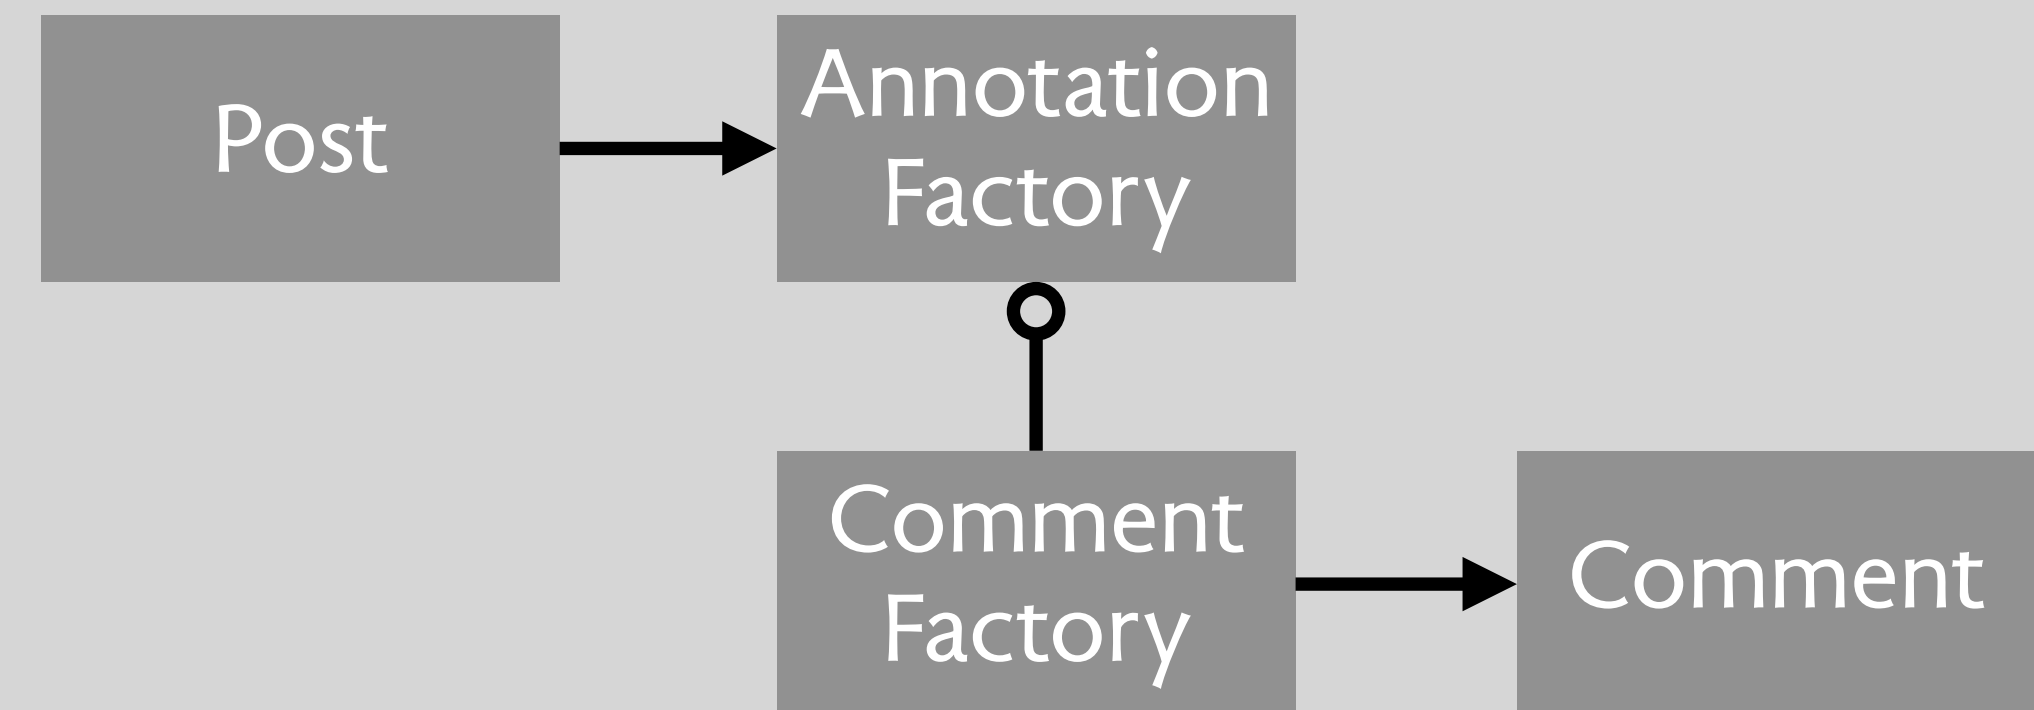 Post
Annotation
Factory
Comment
Factory
Comment